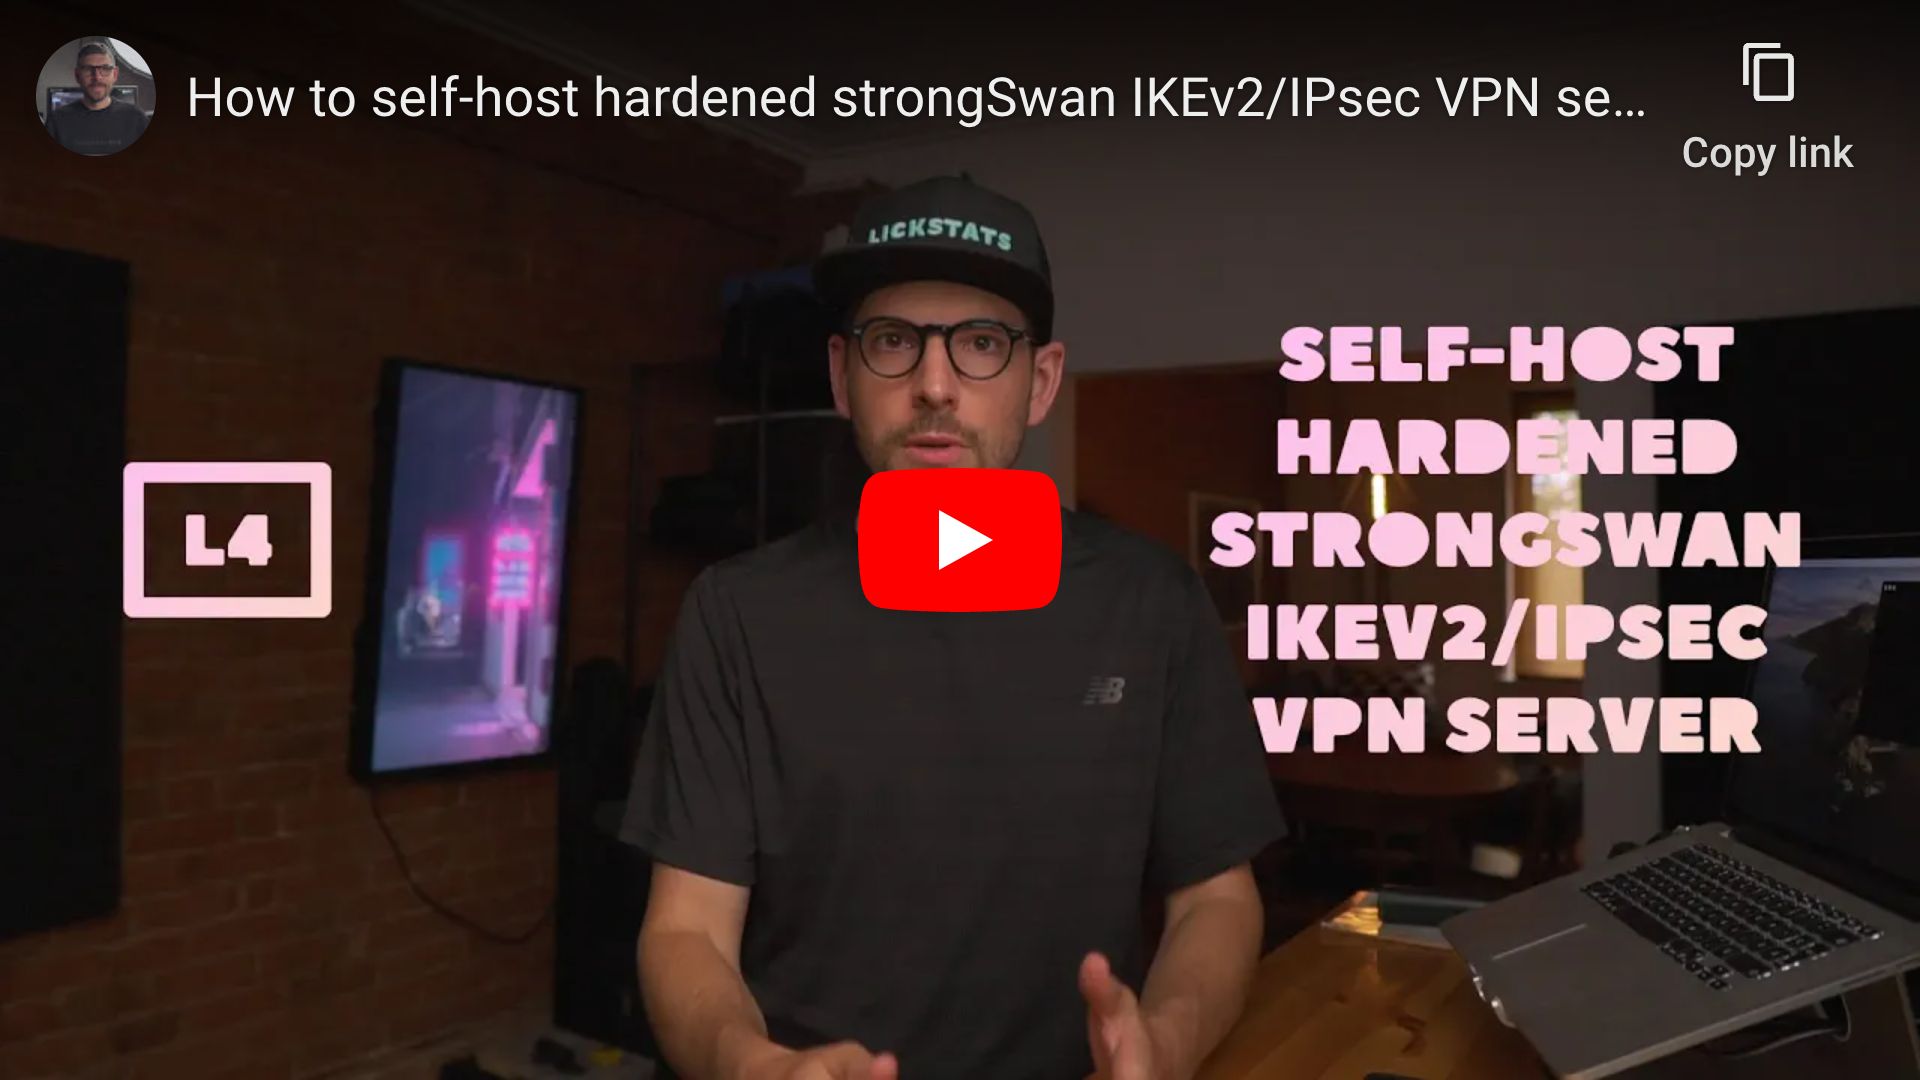 How to self-host hardened strongSwan IKEv2/IPsec VPN se…
Copy link
LICKSTATS
SELF-HOST
HARDENED
L4
STRONGSWAN
IKEV2/IPSEC
NB
VPN SERVER